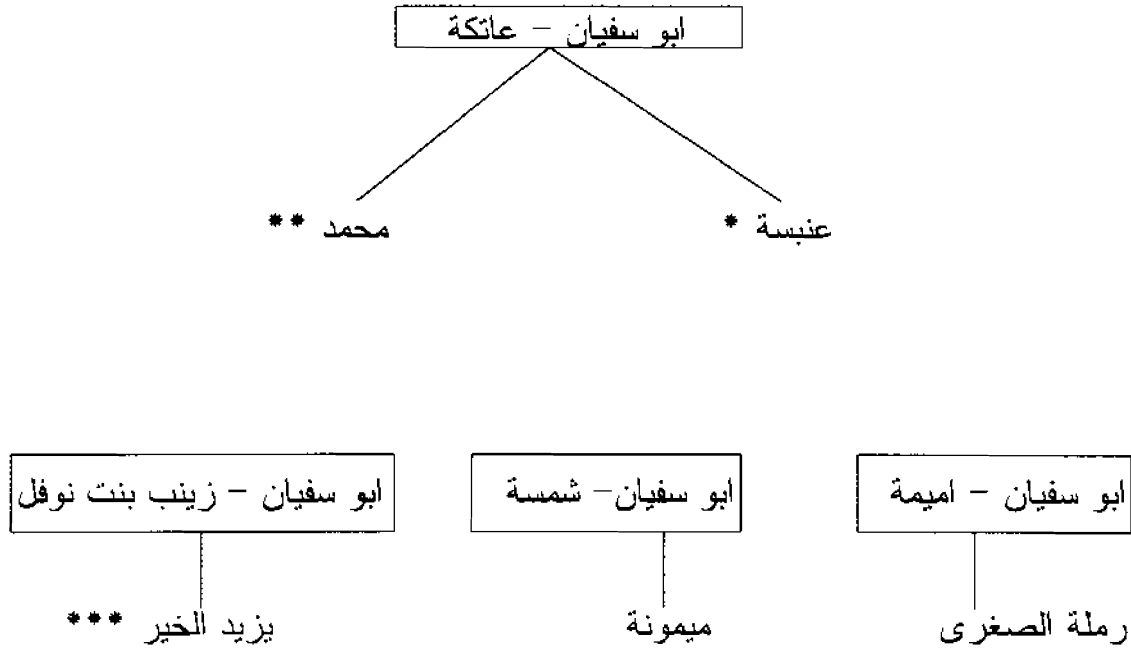 ابو سفيان – عاتكة
عنبسة *
محمد **
ابو سفيان – اميمة
ابو سفيان– شمسة
ابو سفيان – زينب بنت نوفل
رملة الصغرى
ميمونة
يزيد الخير ***